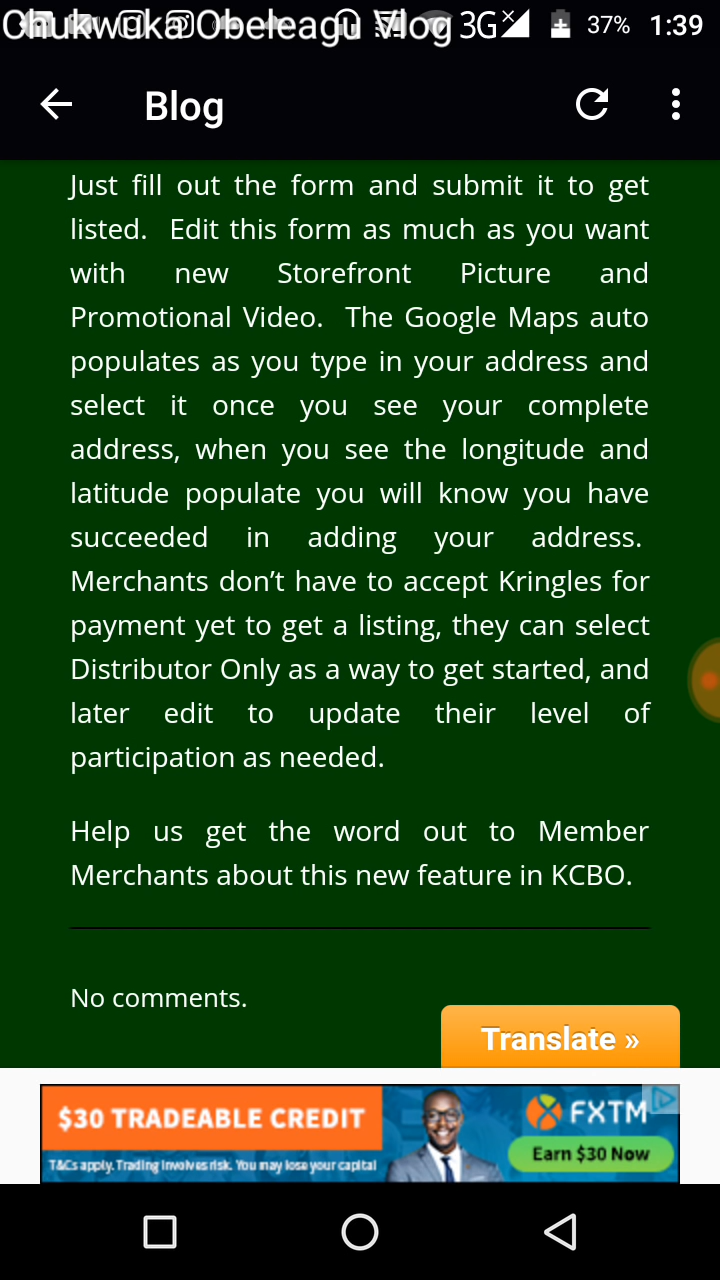 Chukwuka Obeleagu Vlog 3G 37% 1:39
Blog
Just fill out the form and submit it to get
listed.  Edit this form as much as you want
with new Storefront Picture and
Promotional Video.  The Google Maps auto
populates as you type in your address and
select it once you see your complete
address, when you see the longitude and
latitude populate you will know you have
succeeded in adding your address.
Merchants don’t have to accept Kringles for
payment yet to get a listing, they can select
Distributor Only as a way to get started, and
later edit to update their level of
participation as needed.
Help us get the word out to Member
Merchants about this new feature in KCBO.
No comments.
Translate »
$30 TRADEABLE CREDIT
T&Cs apply. Trading involves risk. You may lose your capital
FXTM
Earn $30 Now